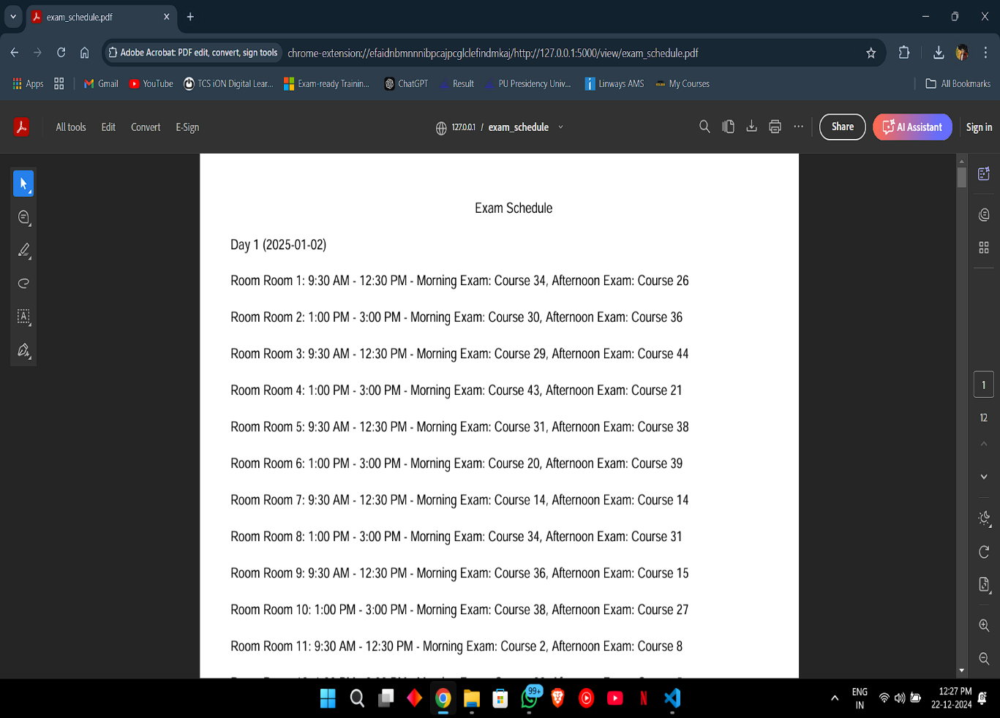 exam_schedule.pdf
Adobe Acrobat: PDF edit, convert, sign tools
chrome-extension://efaidnbmnnnibpcajpcglclefindmkaj/http://127.0.0.1:5000/view/exam_schedule.pdf
Apps Gmail YouTube TCS iON Digital Lear... Exam-ready Trainin... ChatGPT Result PU Presidency Univ... Linways AMS My Courses All Bookmarks
All tools Edit Convert E-Sign 127.0.0.1 / exam_schedule Share AI Assistant Sign in
Exam Schedule
Day 1 (2025-01-02)
Room Room 1: 9:30 AM - 12:30 PM - Morning Exam: Course 34, Afternoon Exam: Course 26
Room Room 2: 1:00 PM - 3:00 PM - Morning Exam: Course 30, Afternoon Exam: Course 36
Room Room 3: 9:30 AM - 12:30 PM - Morning Exam: Course 29, Afternoon Exam: Course 44
Room Room 4: 1:00 PM - 3:00 PM - Morning Exam: Course 43, Afternoon Exam: Course 21
Room Room 5: 9:30 AM - 12:30 PM - Morning Exam: Course 31, Afternoon Exam: Course 38
Room Room 6: 1:00 PM - 3:00 PM - Morning Exam: Course 20, Afternoon Exam: Course 39
Room Room 7: 9:30 AM - 12:30 PM - Morning Exam: Course 14, Afternoon Exam: Course 14
Room Room 8: 1:00 PM - 3:00 PM - Morning Exam: Course 34, Afternoon Exam: Course 31
Room Room 9: 9:30 AM - 12:30 PM - Morning Exam: Course 36, Afternoon Exam: Course 15
Room Room 10: 1:00 PM - 3:00 PM - Morning Exam: Course 38, Afternoon Exam: Course 27
Room Room 11: 9:30 AM - 12:30 PM - Morning Exam: Course 2, Afternoon Exam: Course 8
1
12
99+
ENG
IN
12:27 PM
22-12-2024